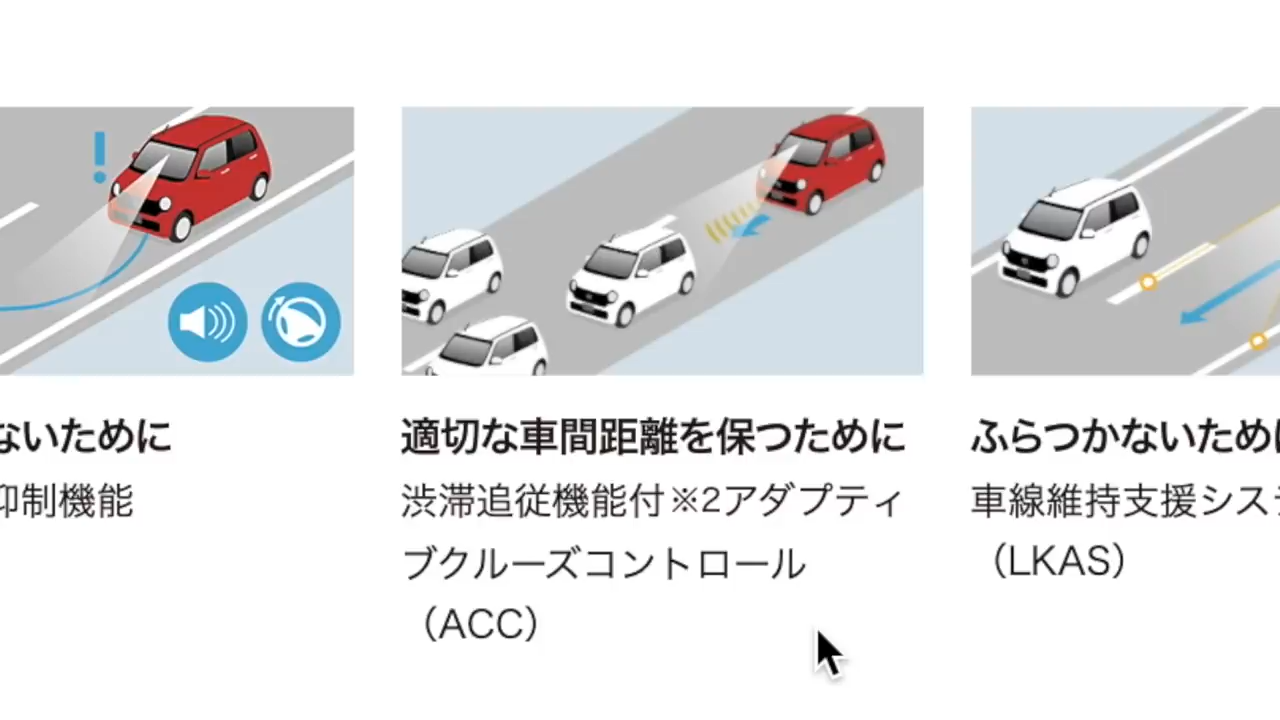 ないために
抑制機能
適切な車間距離を保つために
渋滞追従機能付※2アダプティ
ブクルーズコントロール
（ACC）
ふらつかないため
車線維持支援シス
（LKAS）